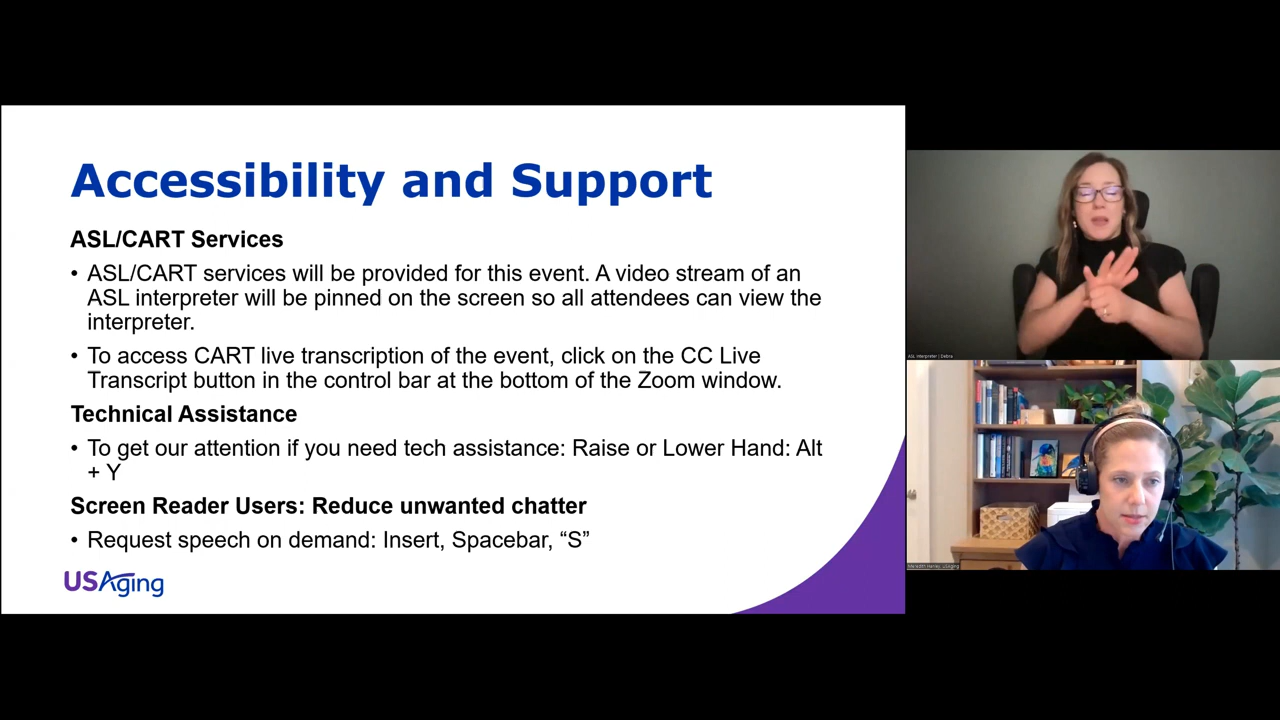 Accessibility and Support
ASL/CART Services
• ASL/CART services will be provided for this event. A video stream of an
ASL interpreter will be pinned on the screen so all attendees can view the
interpreter.
• To access CART live transcription of the event, click on the CC Live
Transcript button in the control bar at the bottom of the Zoom window.
Technical Assistance
• To get our attention if you need tech assistance: Raise or Lower Hand: Alt
+ Y
Screen Reader Users: Reduce unwanted chatter
• Request speech on demand: Insert, Spacebar, “S”
USAging
ASL Interpreter | Debra
USAging